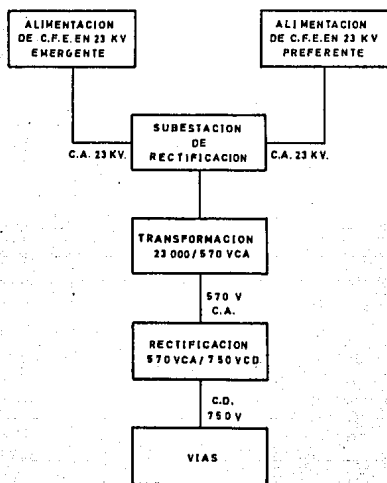 ALIMENTACION
DE C.F.E. EN 23 KV
EMERGENTE
ALIMENTACION
DE C.F.E. EN 23 KV
PREFERENTE
SUBESTACION
DE
RECTIFICACION
C.A. 23 KV.
C.A. 23 KV.
TRANSFORMACION
23 000/570 VCA
570 V
C.A.
RECTIFICACION
570 VCA/750 VCD
C.D.
750 V
VIAS